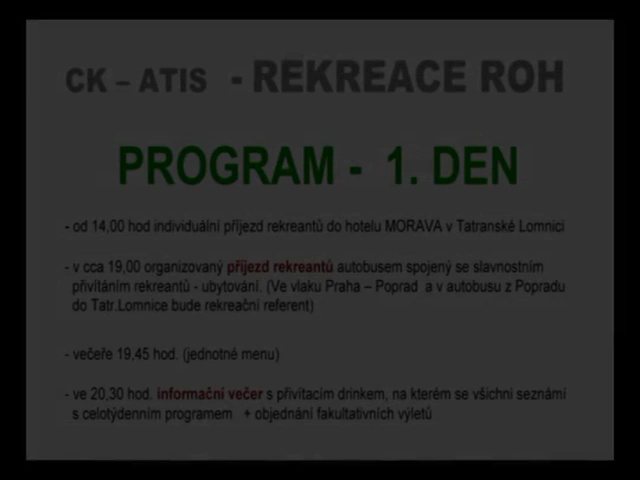 CK – ATIS - REKREACE ROH
PROGRAM - 1. DEN
- od 14,00 hod individuální příjezd rekreantů do hotelu MORAVA v Tatranské Lomnici
- v cca 19,00 organizovaný příjezd rekreantů autobusem spojený se slavnostním
přivítáním rekreantů - ubytování. (Ve vlaku Praha – Poprad a v autobusu z Popradu
do Tatr.Lomnice bude rekreační referent)
- večeře 19,45 hod. (jednotné menu)
- ve 20,30 hod. informační večer s přivítacím drinkem, na kterém se všichni seznámí
s celotýdenním programem + objednání fakultativních výletů